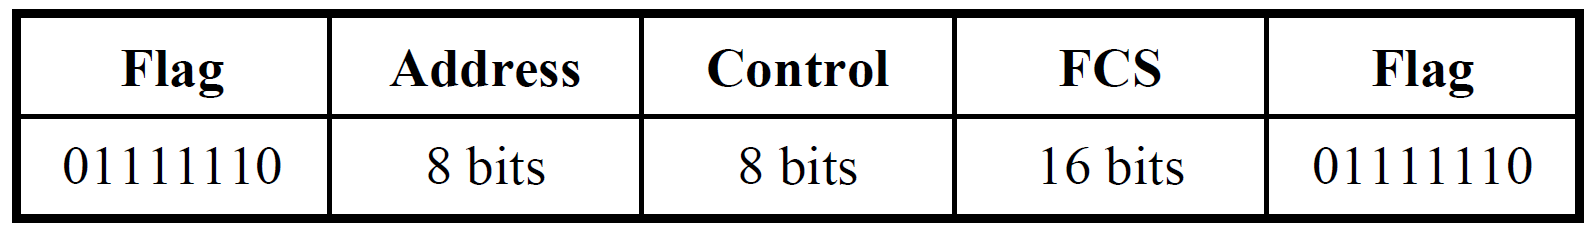 Flag Address Control FCS Flag
01111110 8 bits 8 bits 16 bits 01111110